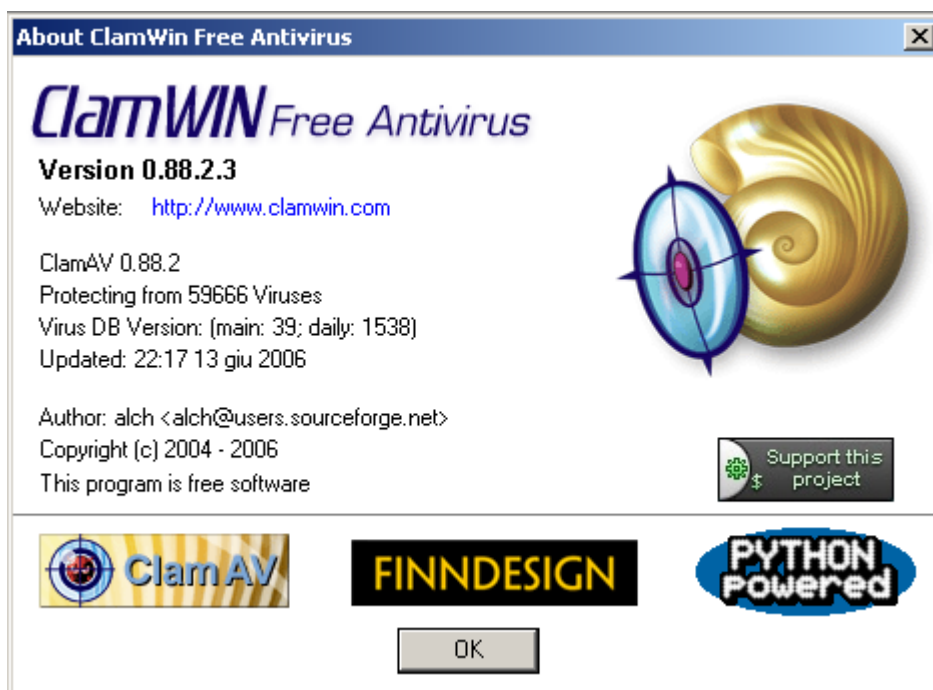 About ClamWin Free Antivirus
ClamWIN Free Antivirus
Version 0.88.2.3
Website: http://www.clamwin.com
ClamAV 0.88.2
Protecting from 59666 Viruses
Virus DB Version: (main: 39; daily: 1538)
Updated: 22:17 13 giu 2006
Author: alch <alch@users.sourceforge.net>
Copyright (c) 2004 - 2006
This program is free software
$ Support this
project
Clam AV
FINNDESIGN
PYTHON
Powered
OK